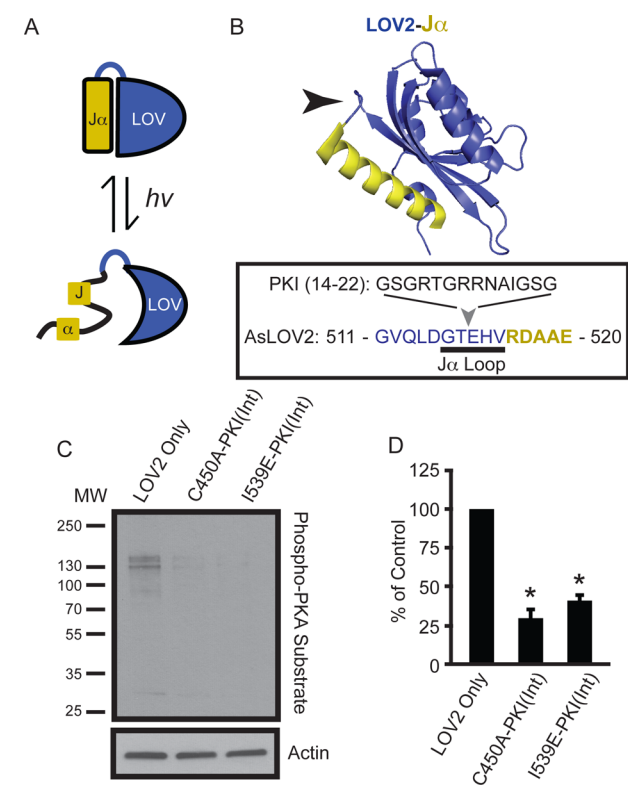 A
Jα
LOV
hν
J
α
LOV
B
LOV2-Jα
PKI (14-22): GSGRTGRRNAIGSG
AsLOV2: 511 - GVQLDGTEHVRDAAE - 520
Jα Loop
C
MW
LOV2 Only
C450A-PKI(Int)
I539E-PKI(Int)
250
130
100
70
55
35
25
Phospho-PKA Substrate
Actin
D
% of Control
125
100
75
50
25
0
*
*
LOV2 Only
C450A-PKI(Int)
I539E-PKI(Int)